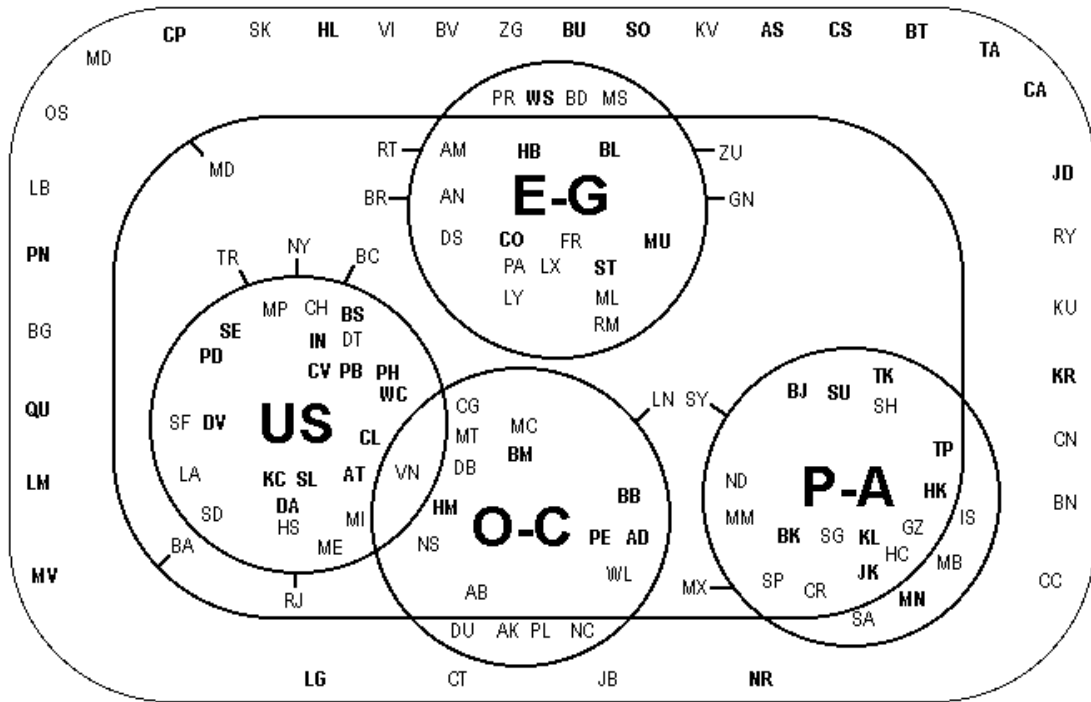 CP SK HL VI BV ZG BU SO KV AS CS BT
TA
MD
CA
PR WS BD MS
OS
RT AM HB BL ZU
MD
JD
LB
BR AN E-G GN
RY
PN
DS CO FR MU
TR NY BC
PA LX ST
LY ML
KU
MP CH BS
RM
BG SE IN DT
PD
CV PB PH
KR
TK
BJ SU
WC
LN SY
SH
QU
CG
SF DV US CL MT MC
CN
DB BM
TP
LA KC SL AT VN
ND
P-A HK
LM
BB
BN
DA HM
SD HS MI
MM
IS
O-C PE AD
BK SG KL GZ
BA ME NS
HC
MB
MV
WL
JK
CC
RJ
AB
MX SP CR
MN
SA
DU AK PL NC
LG CT JB NR